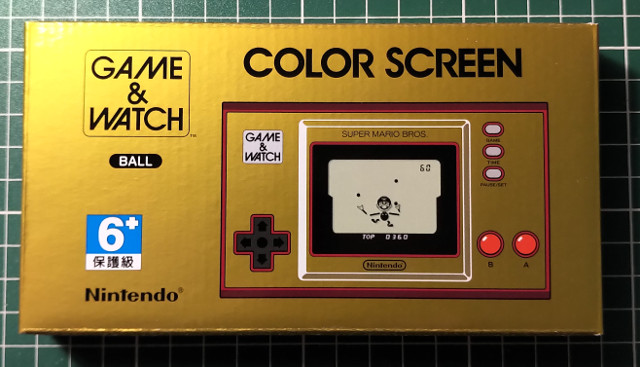 GAME
&
WATCH
™
BALL
6+
保護級
Nintendo®
COLOR SCREEN
GAME
&
WATCH
SUPER MARIO BROS.
60
TOP 0360
Nintendo
GAME
TIME
PAUSE/SET
B A